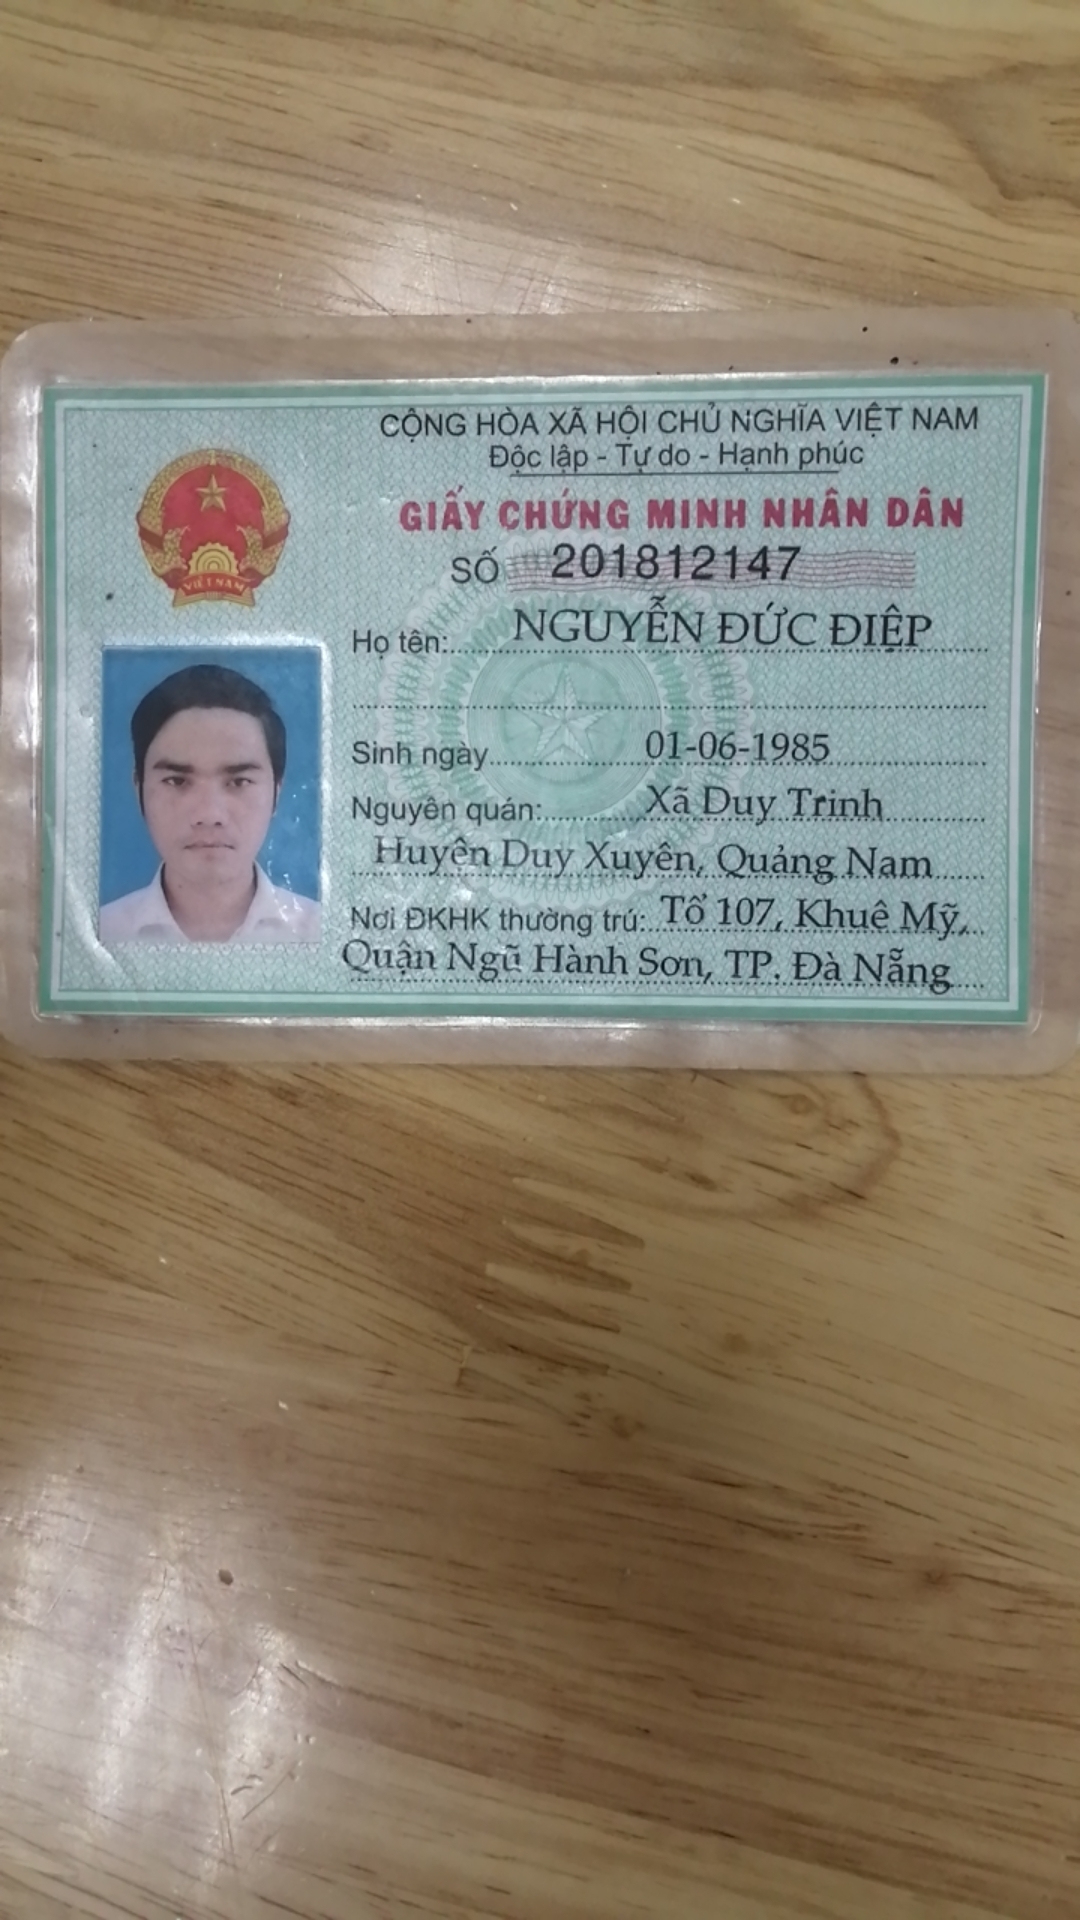 CỘNG HÒA XÃ HỘI CHỦ NGHĨA VIỆT NAM
Độc lập - Tự do - Hạnh phúc
GIẤY CHỨNG MINH NHÂN DÂN
SỐ 201812147
Họ tên: NGUYỄN ĐỨC ĐIỆP
Sinh ngày 01-06-1985
Nguyên quán: Xã Duy Trinh
Huyện Duy Xuyên, Quảng Nam
Nơi ĐKHK thường trú: Tổ 107, Khuê Mỹ,
Quận Ngũ Hành Sơn, TP. Đà Nẵng
VIỆT NAM